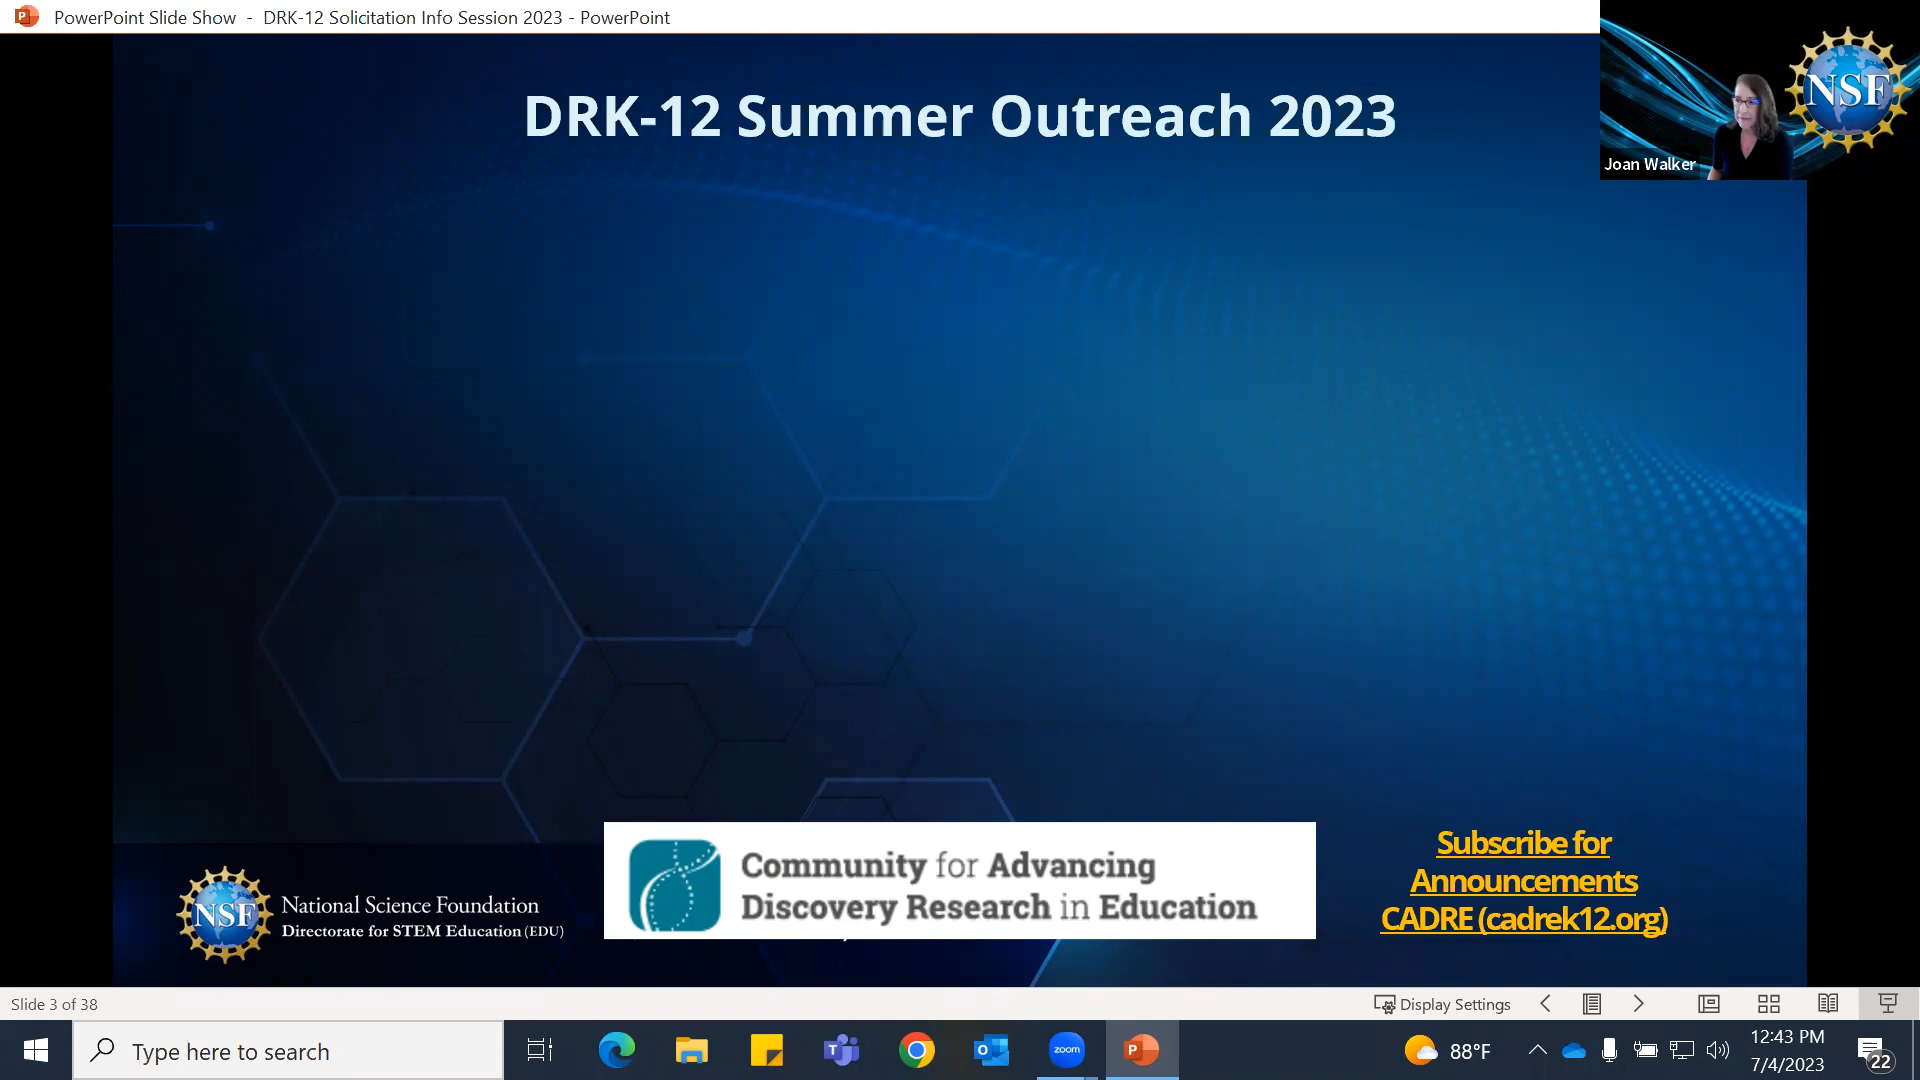 PowerPoint Slide Show - DRK-12 Solicitation Info Session 2023 - PowerPoint
NSF
Joan Walker
DRK-12 Summer Outreach 2023
NSF
National Science Foundation
Directorate for STEM Education (EDU)
Community for Advancing
Discovery Research in Education
Subscribe for
Announcements
CADRE (cadrek12.org)
Slide 3 of 38
Display Settings
Type here to search
zoom
88°F
12:43 PM
7/4/2023
22